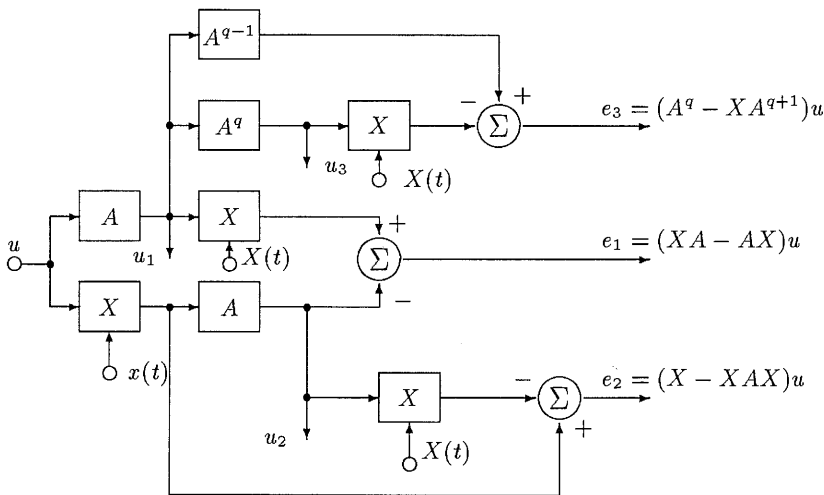 A^{q-1}
+
−
e_3 = (A^q − XA^{q+1})u
A^q
X
Σ
u_3
X(t)
u
A
X
+
u_1
X(t)
Σ
e_1 = (XA − AX)u
X
A
−
x(t)
e_2 = (X − XAX)u
−
X
Σ
+
u_2
X(t)